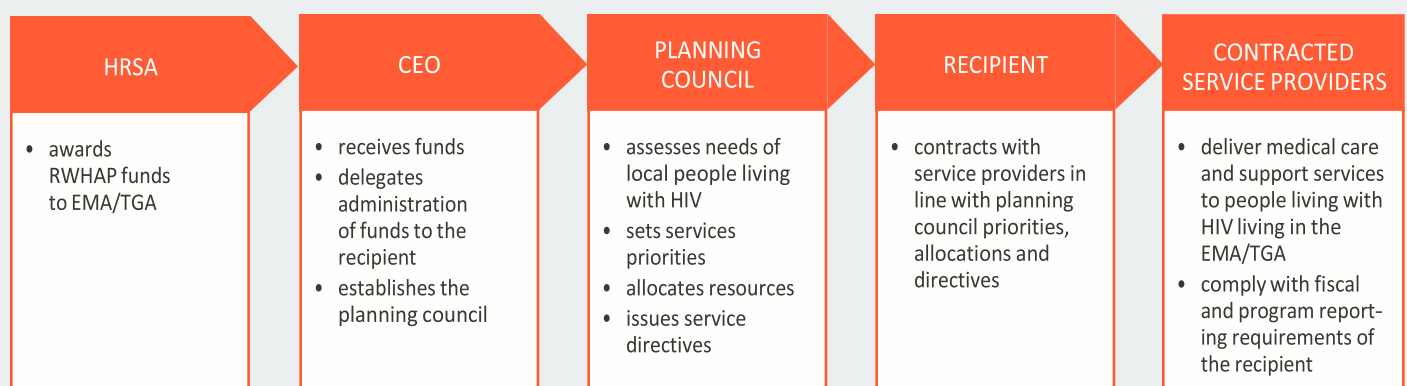 HRSA
• awards
RWHAP funds
to EMA/TGA
CEO
• receives funds
• delegates
administration
of funds to the
recipient
• establishes the
planning council
PLANNING
COUNCIL
• assesses needs of
local people living
with HIV
• sets services
priorities
• allocates resources
• issues service
directives
RECIPIENT
• contracts with
service providers in
line with planning
council priorities,
allocations and
directives
CONTRACTED
SERVICE PROVIDERS
• deliver medical care
and support services
to people living with
HIV living in the
EMA/TGA
• comply with fiscal
and program report-
ing requirements of
the recipient